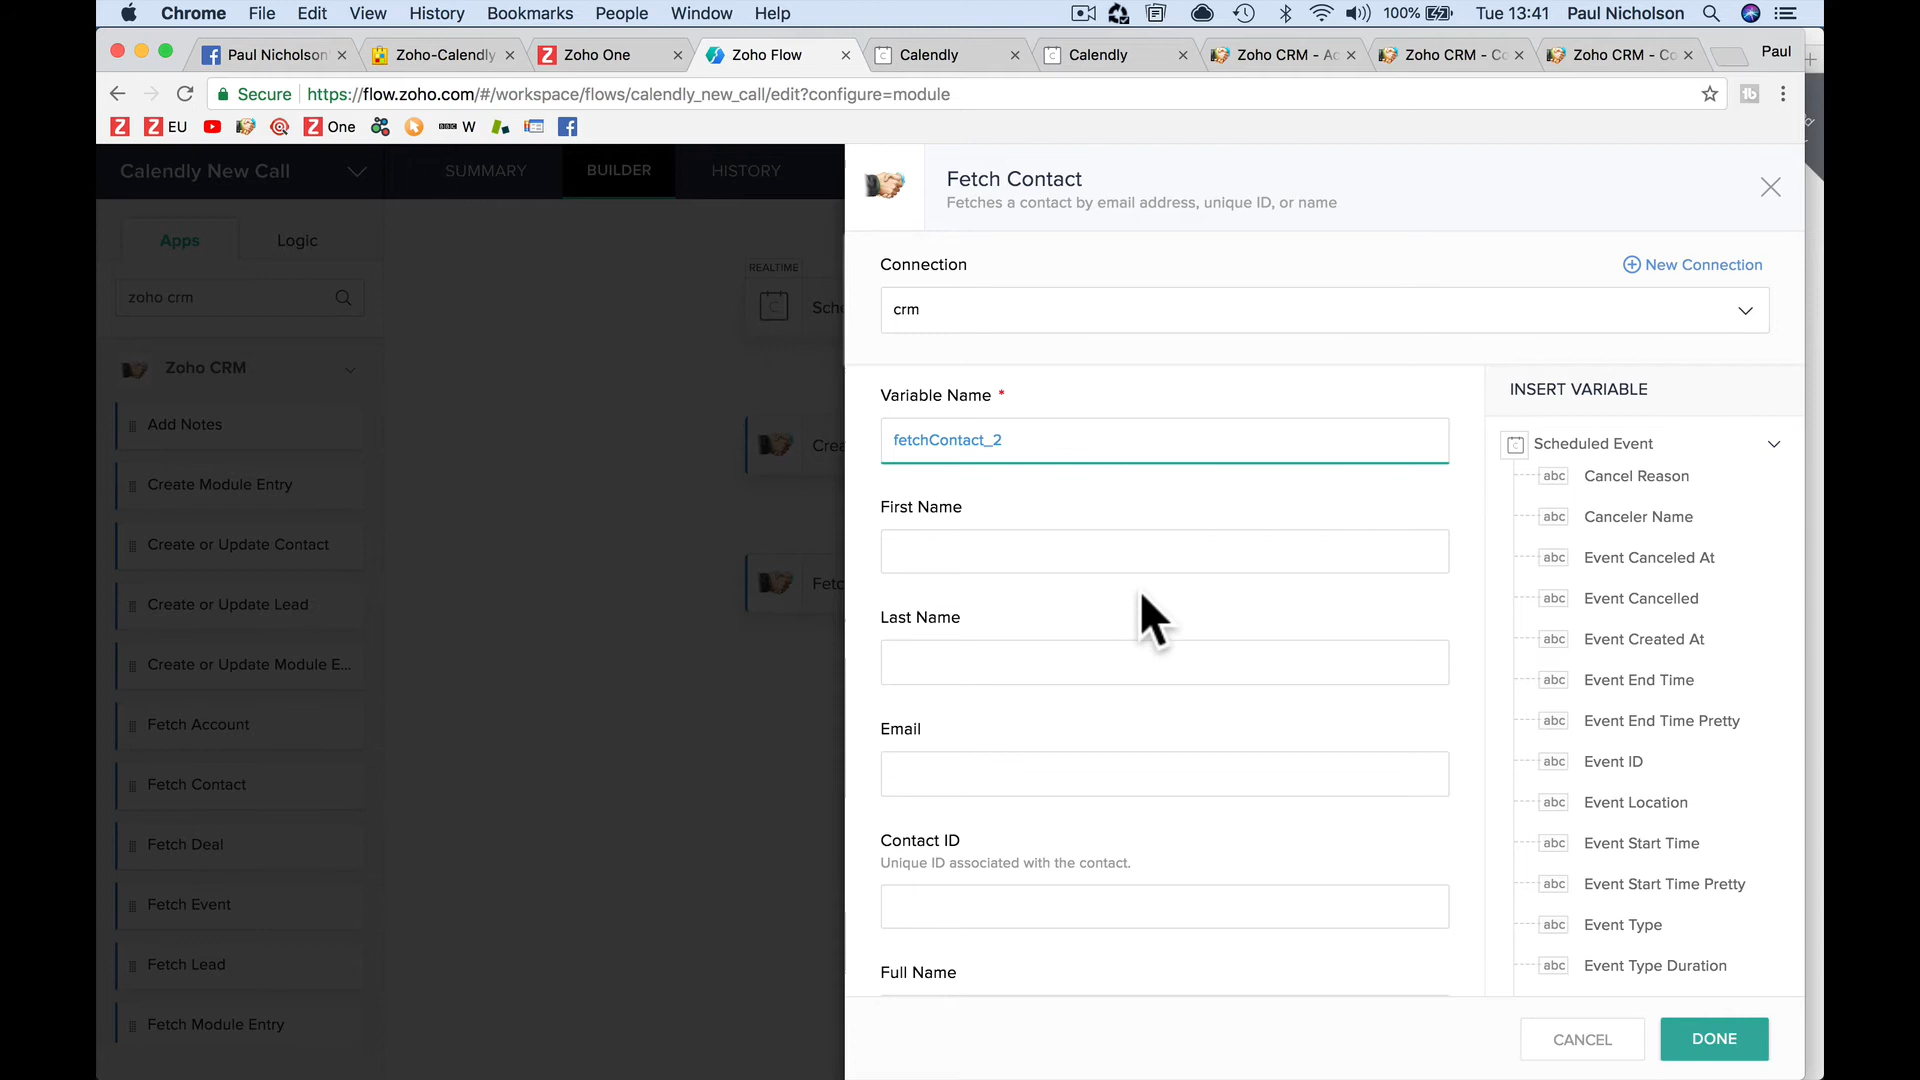 Chrome File Edit View History Bookmarks People Window Help 100% Tue 13:41 Paul Nicholson
Paul Nicholson Zoho-Calendly Zoho One Zoho Flow Calendly Calendly Zoho CRM - Ac Zoho CRM - Co Zoho CRM - Co Paul
Secure https://flow.zoho.com/#/workspace/flows/calendly_new_call/edit?configure=module
EU One BBC W
Calendly New Call SUMMARY BUILDER HISTORY
Fetch Contact
Fetches a contact by email address, unique ID, or name
Apps Logic
zoho crm
Zoho CRM
Add Notes
Create Module Entry
Create or Update Contact
Create or Update Lead
Create or Update Module E...
Fetch Account
Fetch Contact
Fetch Deal
Fetch Event
Fetch Lead
Fetch Module Entry
REALTIME
Sche
Crea
Fetc
Connection New Connection
crm
Variable Name *
fetchContact_2
First Name
Last Name
Email
Contact ID
Unique ID associated with the contact.
Full Name
INSERT VARIABLE
Scheduled Event
abc Cancel Reason
abc Canceler Name
abc Event Canceled At
abc Event Cancelled
abc Event Created At
abc Event End Time
abc Event End Time Pretty
abc Event ID
abc Event Location
abc Event Start Time
abc Event Start Time Pretty
abc Event Type
abc Event Type Duration
CANCEL DONE